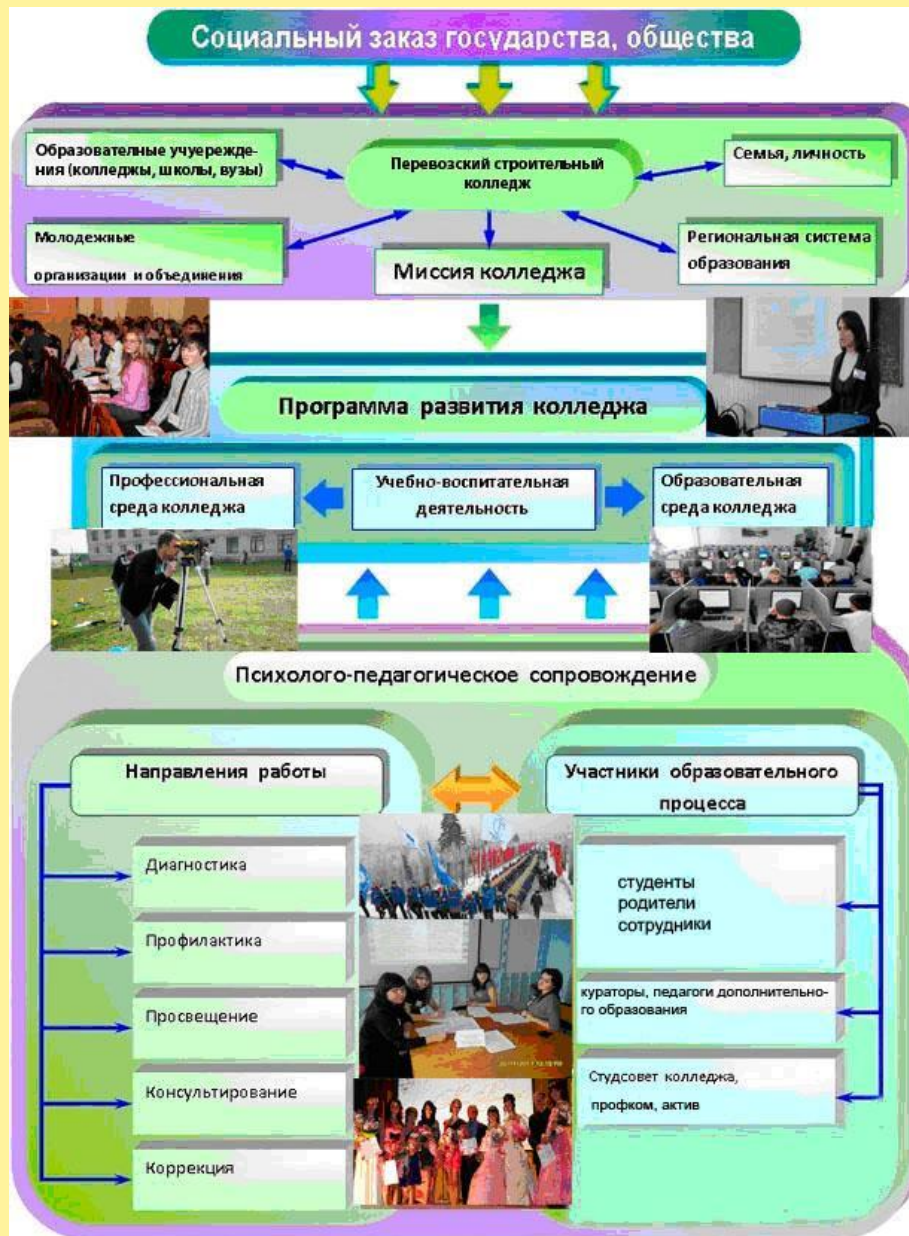 Социальный заказ государства, общества
Образователные учуережде-
ния (колледжы, школы, вузы)
Перевозский строительный
колледж
Семья, личность
Молодежные
организации и объединения
Миссия колледжа
Региональная система
образования
Программа развития колледжа
Профессиональная
среда колледжа
Учебно-воспитательная
деятельность
Образовательная
среда колледжа
Психолого-педагогическое сопровождение
Направления работы
Диагностика
Профилактика
Просвещение
Консультирование
Коррекция
Участники образовательного
процесса
студенты
родители
сотрудники
кураторы, педагоги дополнительно-
го образования
Студсовет колледжа,
профком, актив